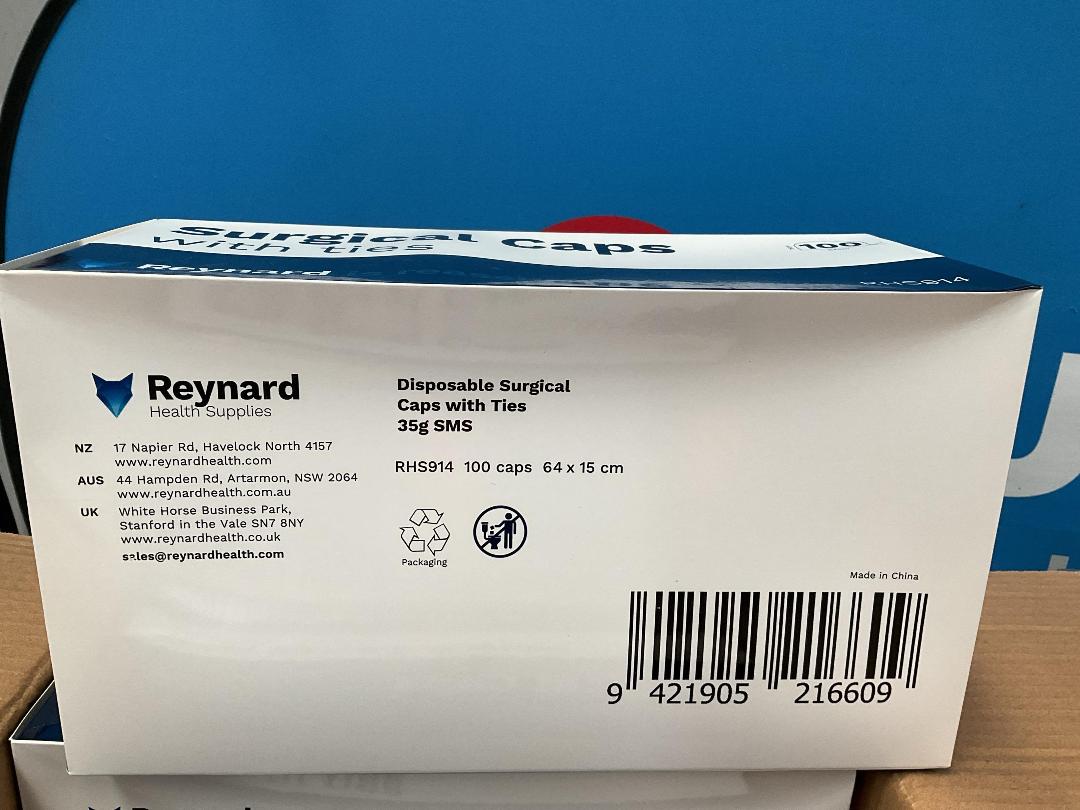 Surgical Caps
with ties
100
Reynard
RHS914
Reynard
Health Supplies
NZ 17 Napier Rd, Havelock North 4157
www.reynardhealth.com
AUS 44 Hampden Rd, Artarmon, NSW 2064
www.reynardhealth.com.au
UK White Horse Business Park,
Stanford in the Vale SN7 8NY
www.reynardhealth.co.uk
sales@reynardhealth.com
Disposable Surgical
Caps with Ties
35g SMS
RHS914 100 caps 64 x 15 cm
Packaging
Made in China
9 421905 216609